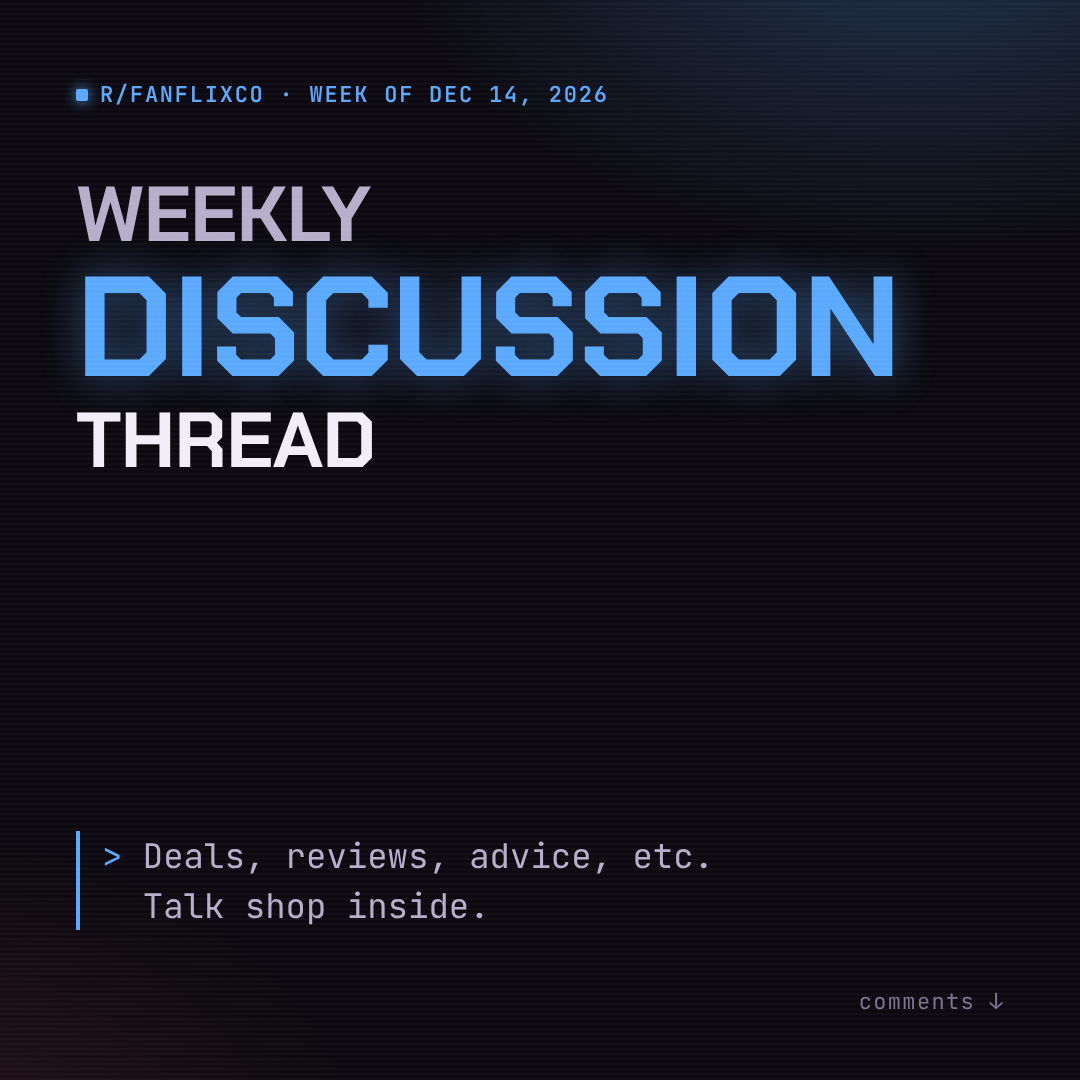 R/FANFLIXCO · WEEK OF DEC 14, 2026
WEEKLY
DISCUSSION
THREAD
> Deals, reviews, advice, etc.
Talk shop inside.
comments ↓